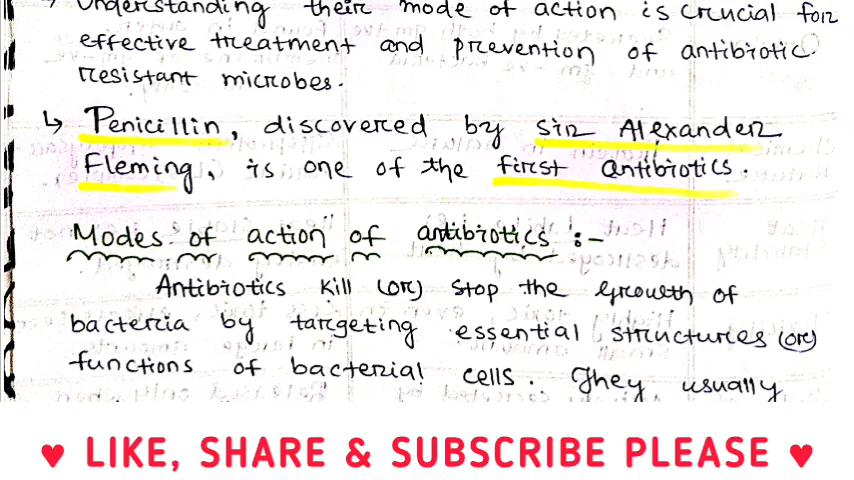 ↳ Understanding their mode of action is crucial for
effective treatment and prevention of antibiotic
resistant microbes.
↳ Penicillin, discovered by sir Alexander
Fleming, is one of the first antibiotics.
Modes of action of antibiotics :-
Antibiotics kill (or) stop the growth of
bacteria by targeting essential structures (or)
functions of bacterial cells. They usually
♥ LIKE, SHARE & SUBSCRIBE PLEASE ♥